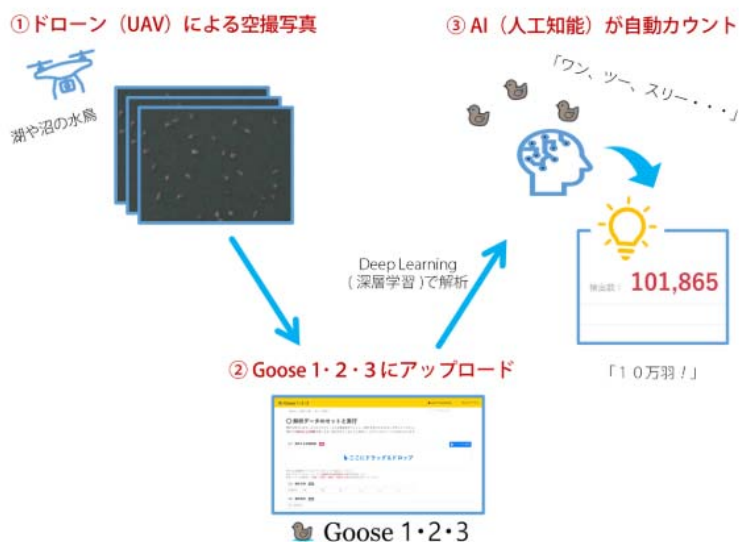 ①ドローン（UAV）による空撮写真
湖や沼の水鳥
③ AI（人工知能）が自動カウント
「ワン、ツー、スリー・・・」
Deep Learning
( 深層学習 )で解析
検出数： 101,865
「１０万羽！」
② Goose 1・2・3 にアップロード
Goose 1・2・3
〇 解析データのセットと実行
ここにドラッグ＆ドロップ
Goose 1・2・3